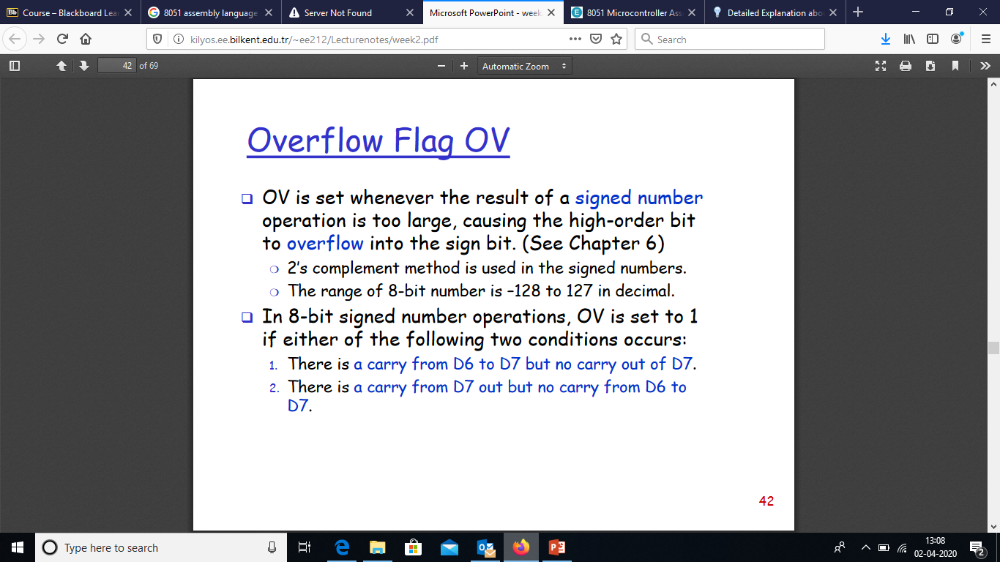 Course – Blackboard Lea
8051 assembly language
Server Not Found
Microsoft PowerPoint - week
8051 Microcontroller Ass
Detailed Explanation abo
kilyos.ee.bilkent.edu.tr/~ee212/Lecturenotes/week2.pdf
Search
42 of 69
Automatic Zoom
Overflow Flag OV
OV is set whenever the result of a signed number
operation is too large, causing the high-order bit
to overflow into the sign bit. (See Chapter 6)
2's complement method is used in the signed numbers.
The range of 8-bit number is –128 to 127 in decimal.
In 8-bit signed number operations, OV is set to 1
if either of the following two conditions occurs:
1. There is a carry from D6 to D7 but no carry out of D7.
2. There is a carry from D7 out but no carry from D6 to
D7.
42
Type here to search
13:08
02-04-2020
2